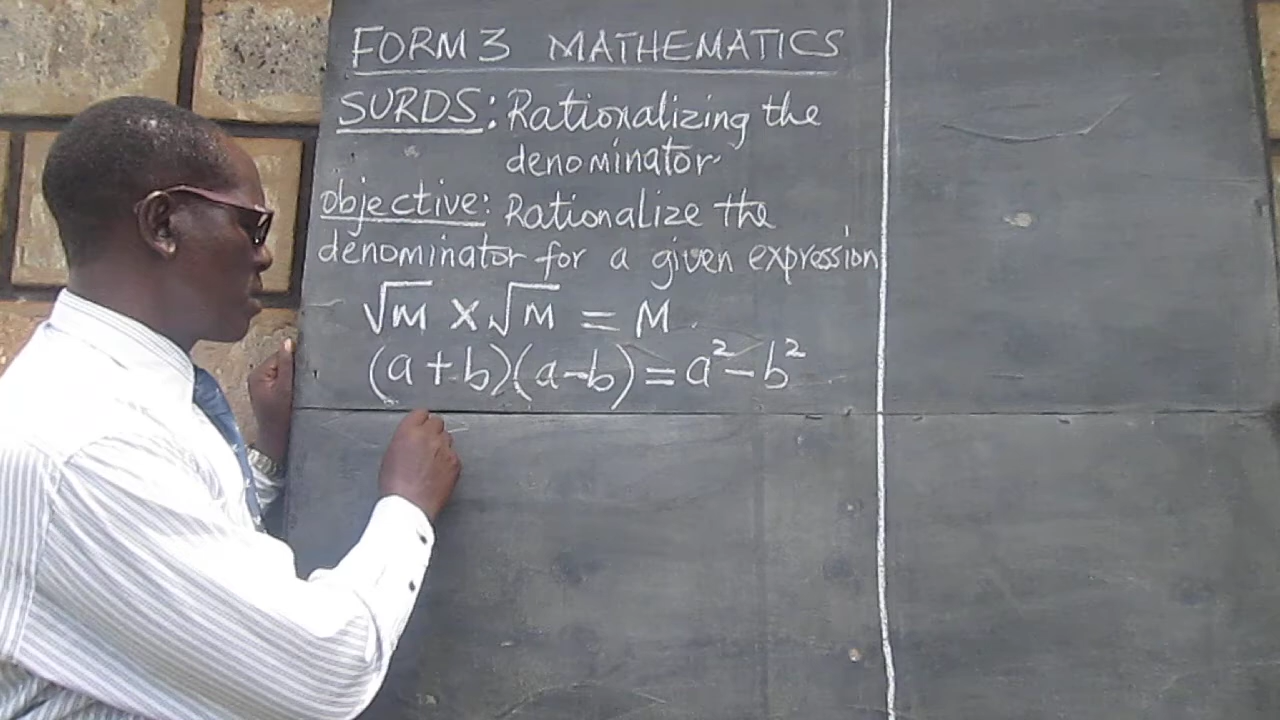 FORM 3 MATHEMATICS
SURDS: Rationalizing the
denominator
objective: Rationalize the
denominator for a given expression
√m × √m = m.
(a+b)(a-b) = a²-b²